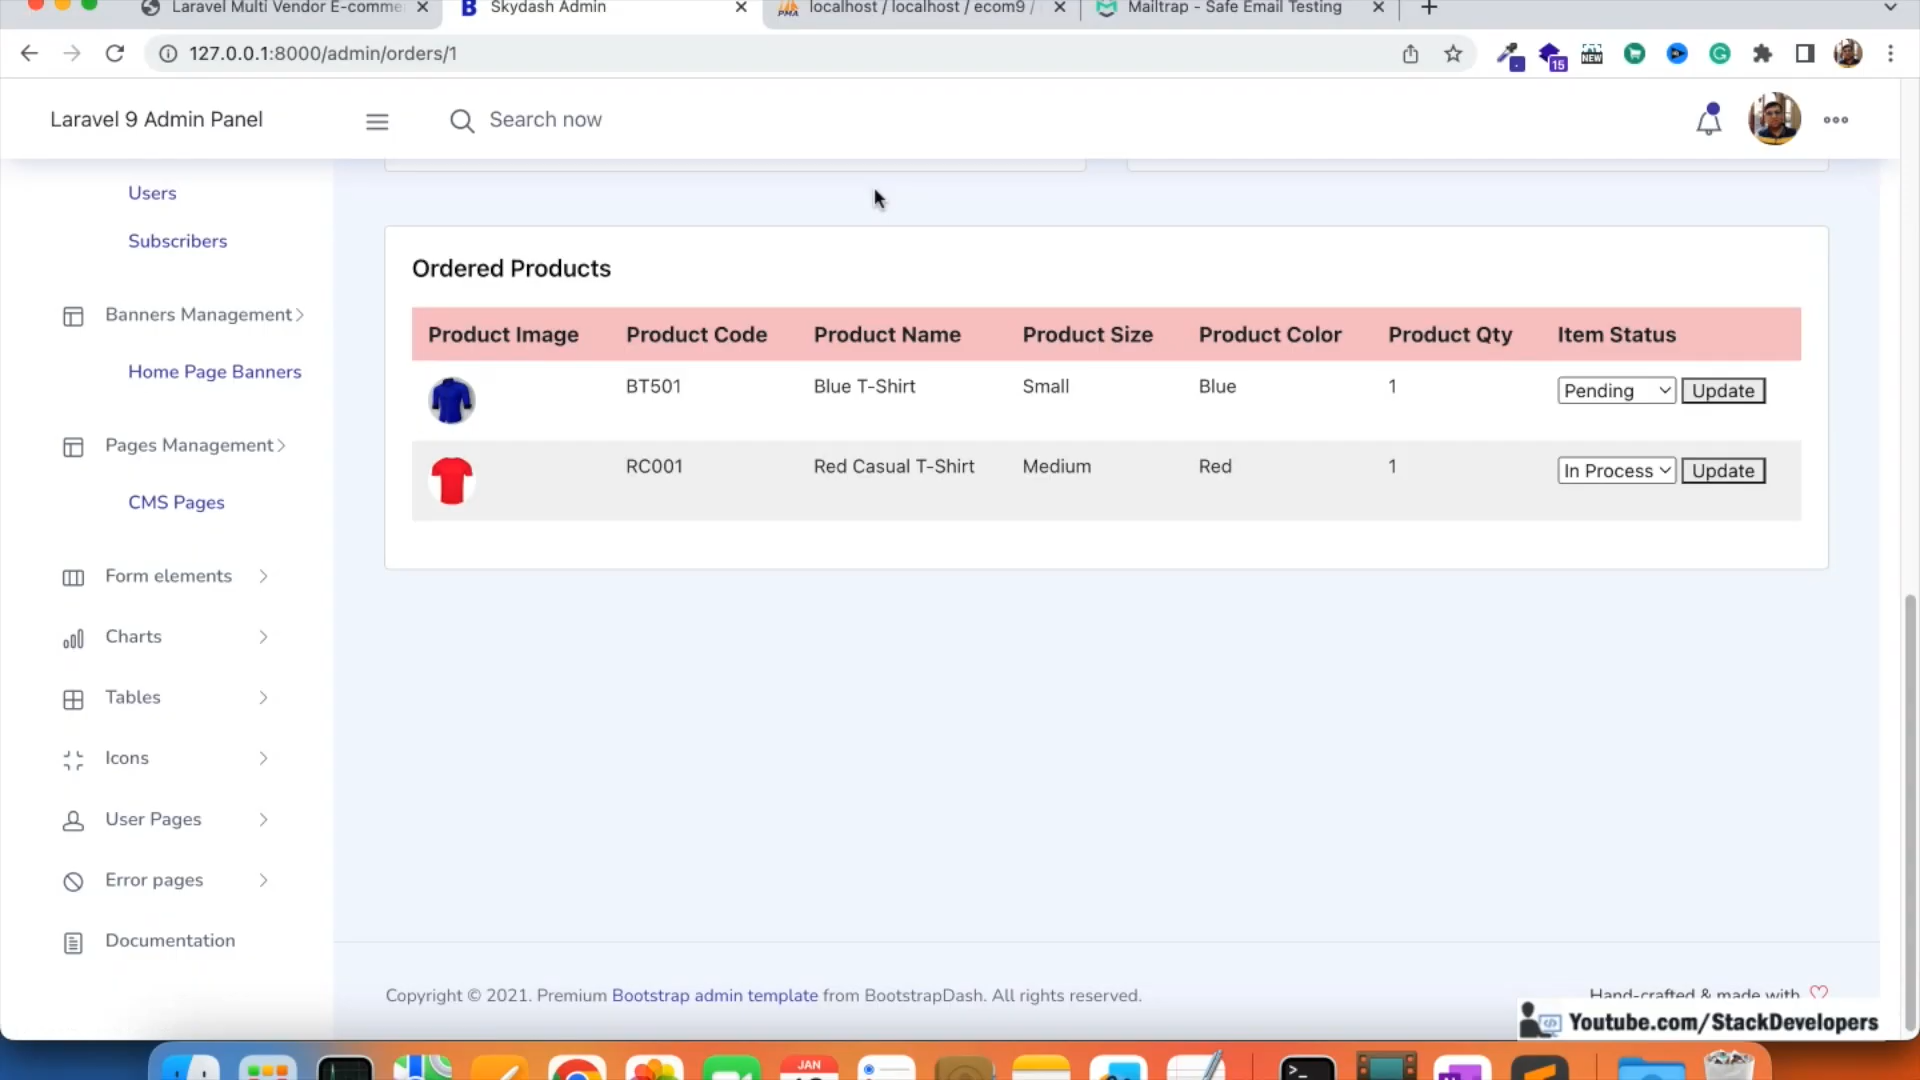 Laravel Multi Vendor E-comme
Skydash Admin
localhost / localhost / ecom9 /
Mailtrap - Safe Email Testing
127.0.0.1:8000/admin/orders/1
15
NEW
Laravel 9 Admin Panel
Search now
Users
Subscribers
Banners Management
Home Page Banners
Pages Management
CMS Pages
Form elements
Charts
Tables
Icons
User Pages
Error pages
Documentation
Ordered Products
Product Image Product Code Product Name Product Size Product Color Product Qty Item Status
BT501 Blue T-Shirt Small Blue 1 Pending Update
RC001 Red Casual T-Shirt Medium Red 1 In Process Update
Copyright © 2021. Premium Bootstrap admin template from BootstrapDash. All rights reserved.
Hand-crafted & made with
Youtube.com/StackDevelopers
JAN